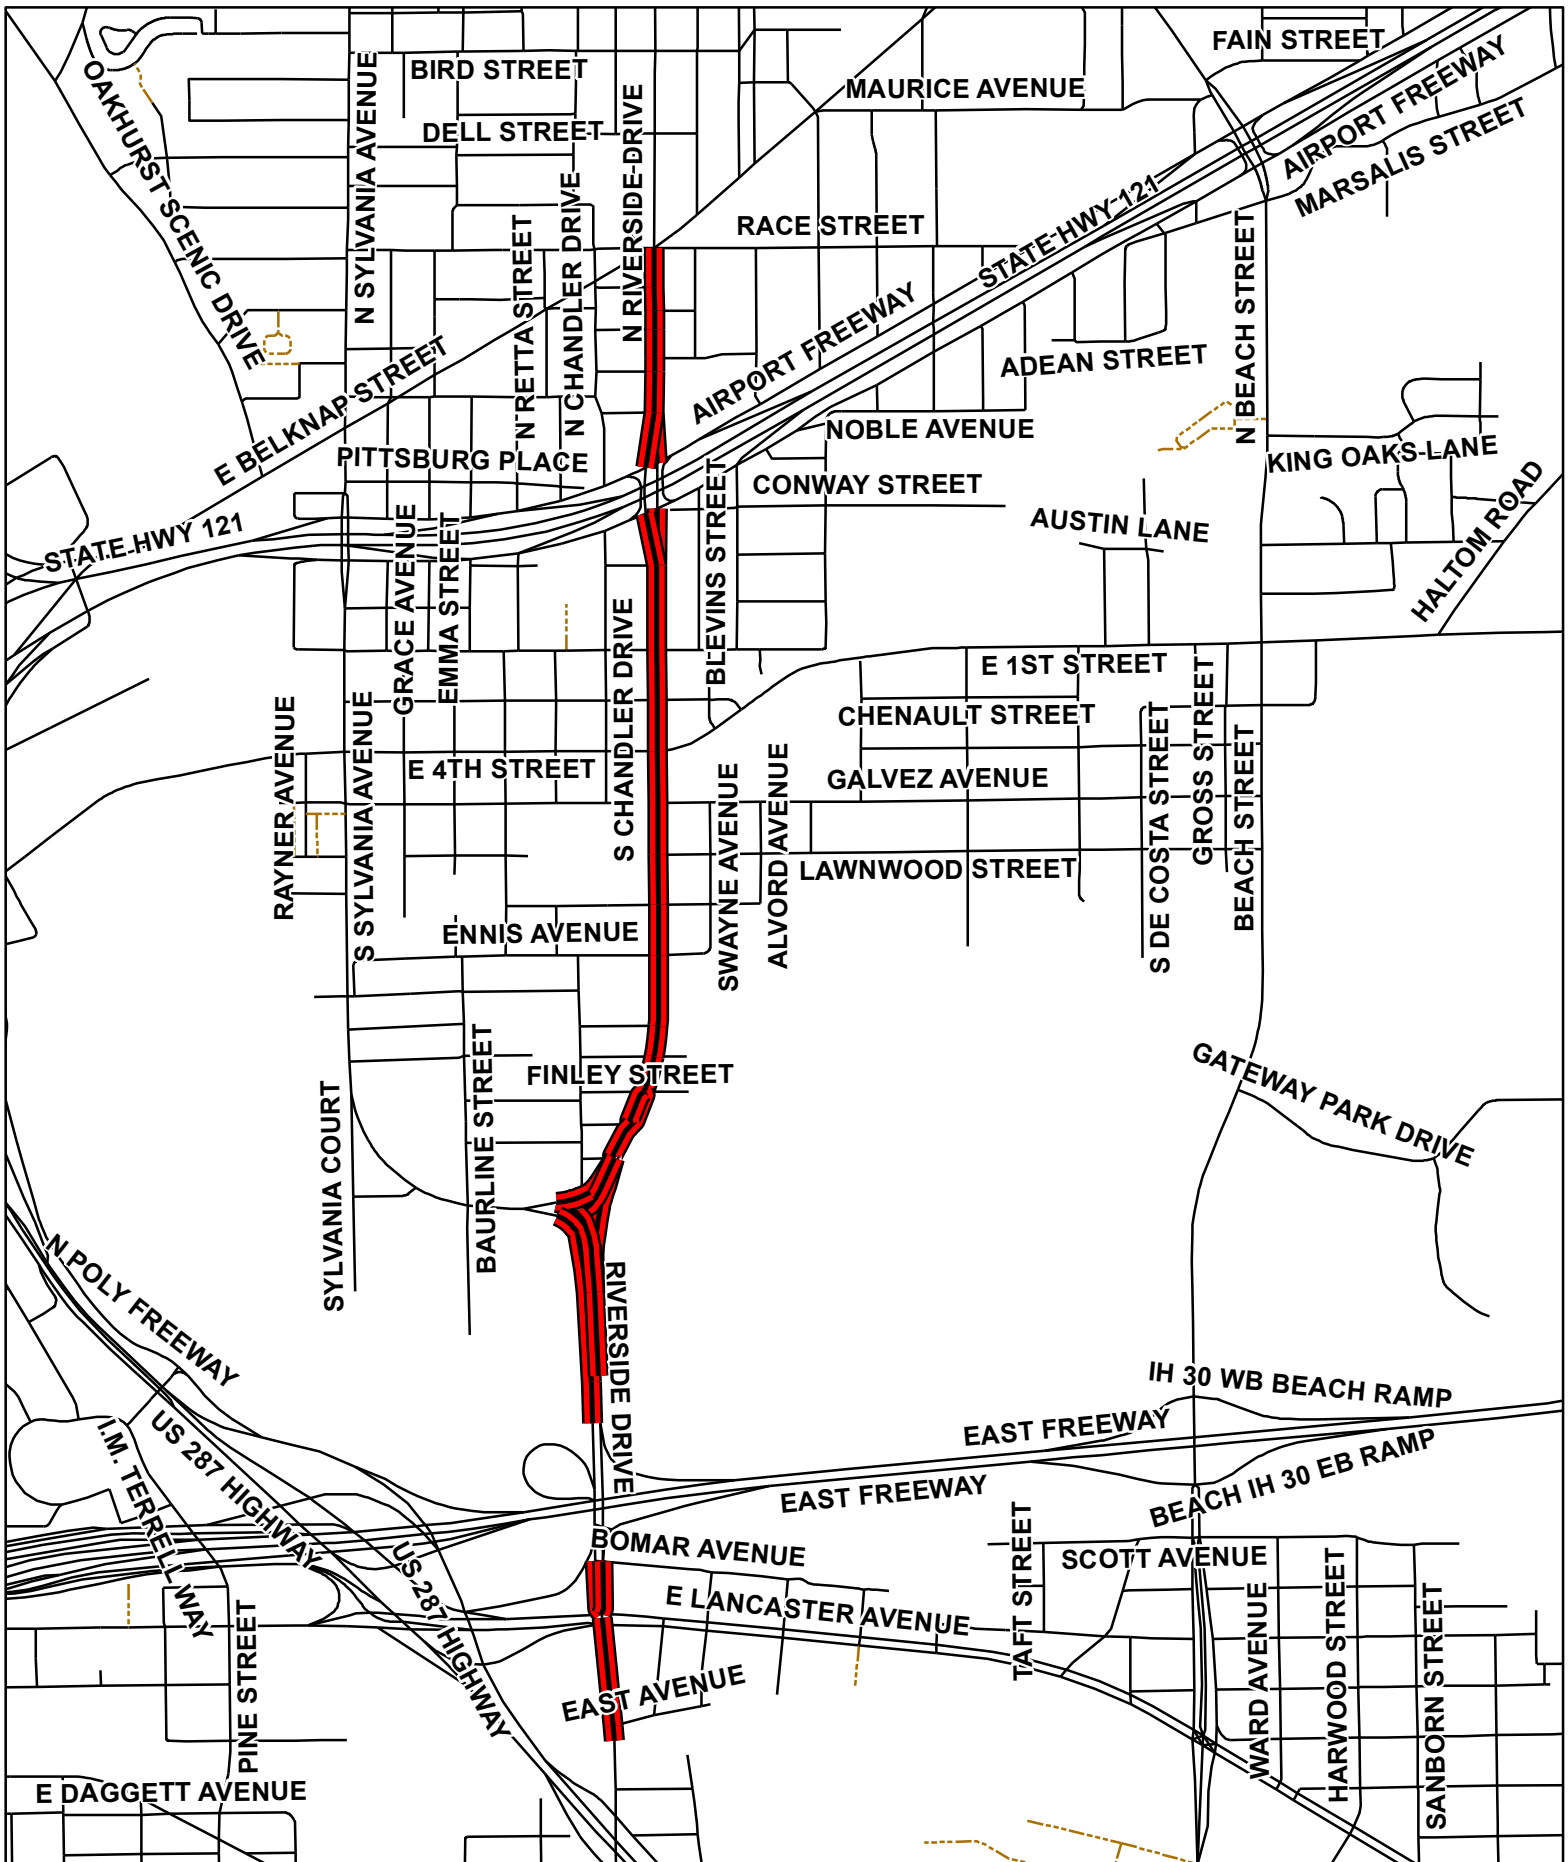 FAIN STREET
BIRD STREET
MAURICE AVENUE
AIRPORT FREEWAY
OAKHURST SCENIC DRIVE
N SYLVANIA AVENUE
DELL STREET
N RIVERSIDE DRIVE
MARSALIS STREET
N CHANDLER DRIVE
STATE HWY 121
RACE STREET
N RETTA STREET
N BEACH STREET
AIRPORT FREEWAY
E BELKNAP STREET
ADEAN STREET
NOBLE AVENUE
PITTSBURG PLACE
KING OAKS LANE
CONWAY STREET
HALTOM ROAD
STATE HWY 121
AUSTIN LANE
GRACE AVENUE
EMMA STREET
BLEVINS STREET
S CHANDLER DRIVE
E 1ST STREET
GROSS STREET
CHENAULT STREET
RAYNER AVENUE
S SYLVANIA AVENUE
E 4TH STREET
GALVEZ AVENUE
S DE COSTA STREET
BEACH STREET
SWAYNE AVENUE
ALVORD AVENUE
LAWNWOOD STREET
ENNIS AVENUE
FINLEY STREET
GATEWAY PARK DRIVE
BAURLINE STREET
SYLVANIA COURT
N POLY FREEWAY
RIVERSIDE DRIVE
IH 30 WB BEACH RAMP
EAST FREEWAY
US 287 HIGHWAY
I.M. TERRELL WAY
EAST FREEWAY
BEACH IH 30 EB RAMP
BOMAR AVENUE
TAFT STREET
SCOTT AVENUE
US 287 HIGHWAY
E LANCASTER AVENUE
WARD AVENUE
HARWOOD STREET
SANBORN STREET
PINE STREET
EAST AVENUE
E DAGGETT AVENUE